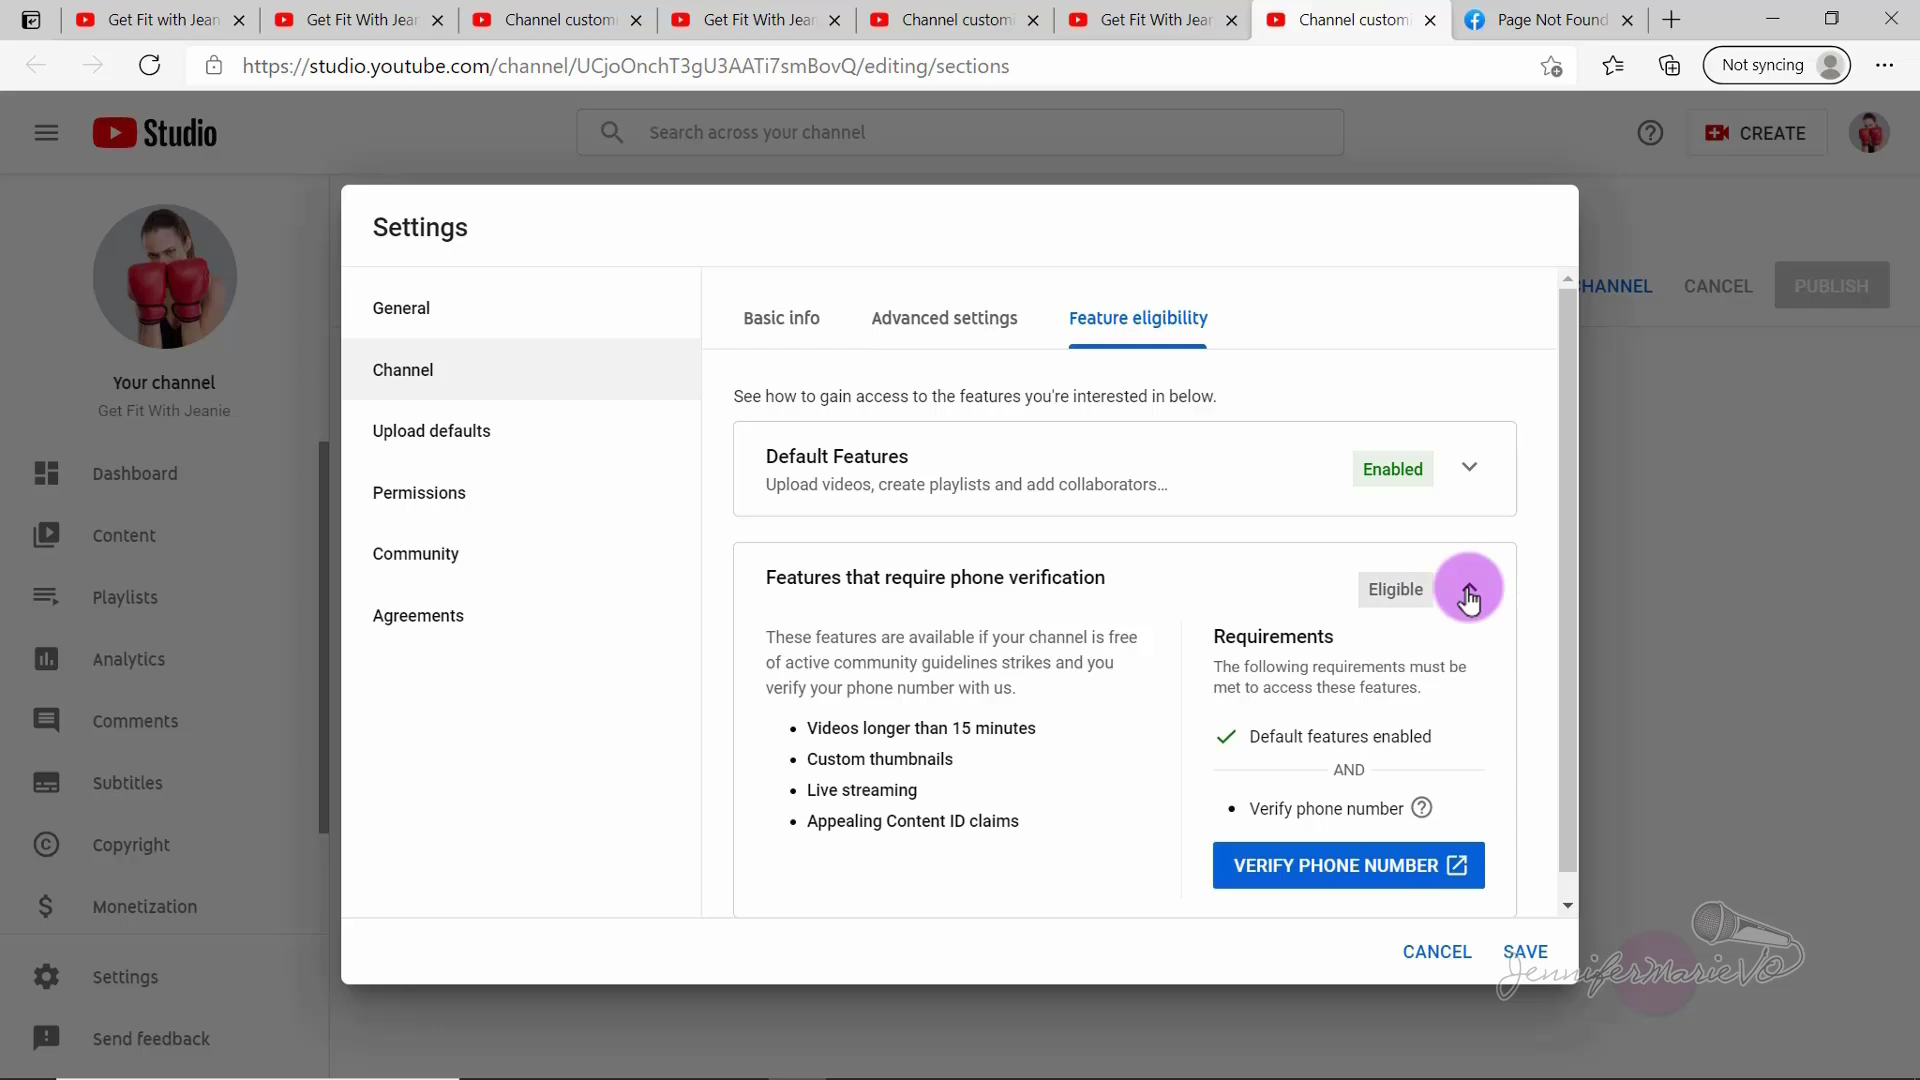 Get Fit with Jean
Get Fit With Jear
Channel customi
Get Fit With Jear
Channel customi
Get Fit With Jear
Channel customi
Page Not Found
https://studio.youtube.com/channel/UCjoOnchT3gU3AATi7smBovQ/editing/sections
Not syncing
Studio
Search across your channel
CREATE
Your channel
Get Fit With Jeanie
Dashboard
Content
Playlists
Analytics
Comments
Subtitles
Copyright
Monetization
Settings
Send feedback
CHANNEL
CANCEL
PUBLISH
Settings
General
Channel
Upload defaults
Permissions
Community
Agreements
Basic info
Advanced settings
Feature eligibility
See how to gain access to the features you're interested in below.
Default Features
Upload videos, create playlists and add collaborators...
Enabled
Features that require phone verification
Eligible
These features are available if your channel is free
of active community guidelines strikes and you
verify your phone number with us.
• Videos longer than 15 minutes
• Custom thumbnails
• Live streaming
• Appealing Content ID claims
Requirements
The following requirements must be
met to access these features.
Default features enabled
AND
• Verify phone number
VERIFY PHONE NUMBER
CANCEL
SAVE
JenniferMarieVO